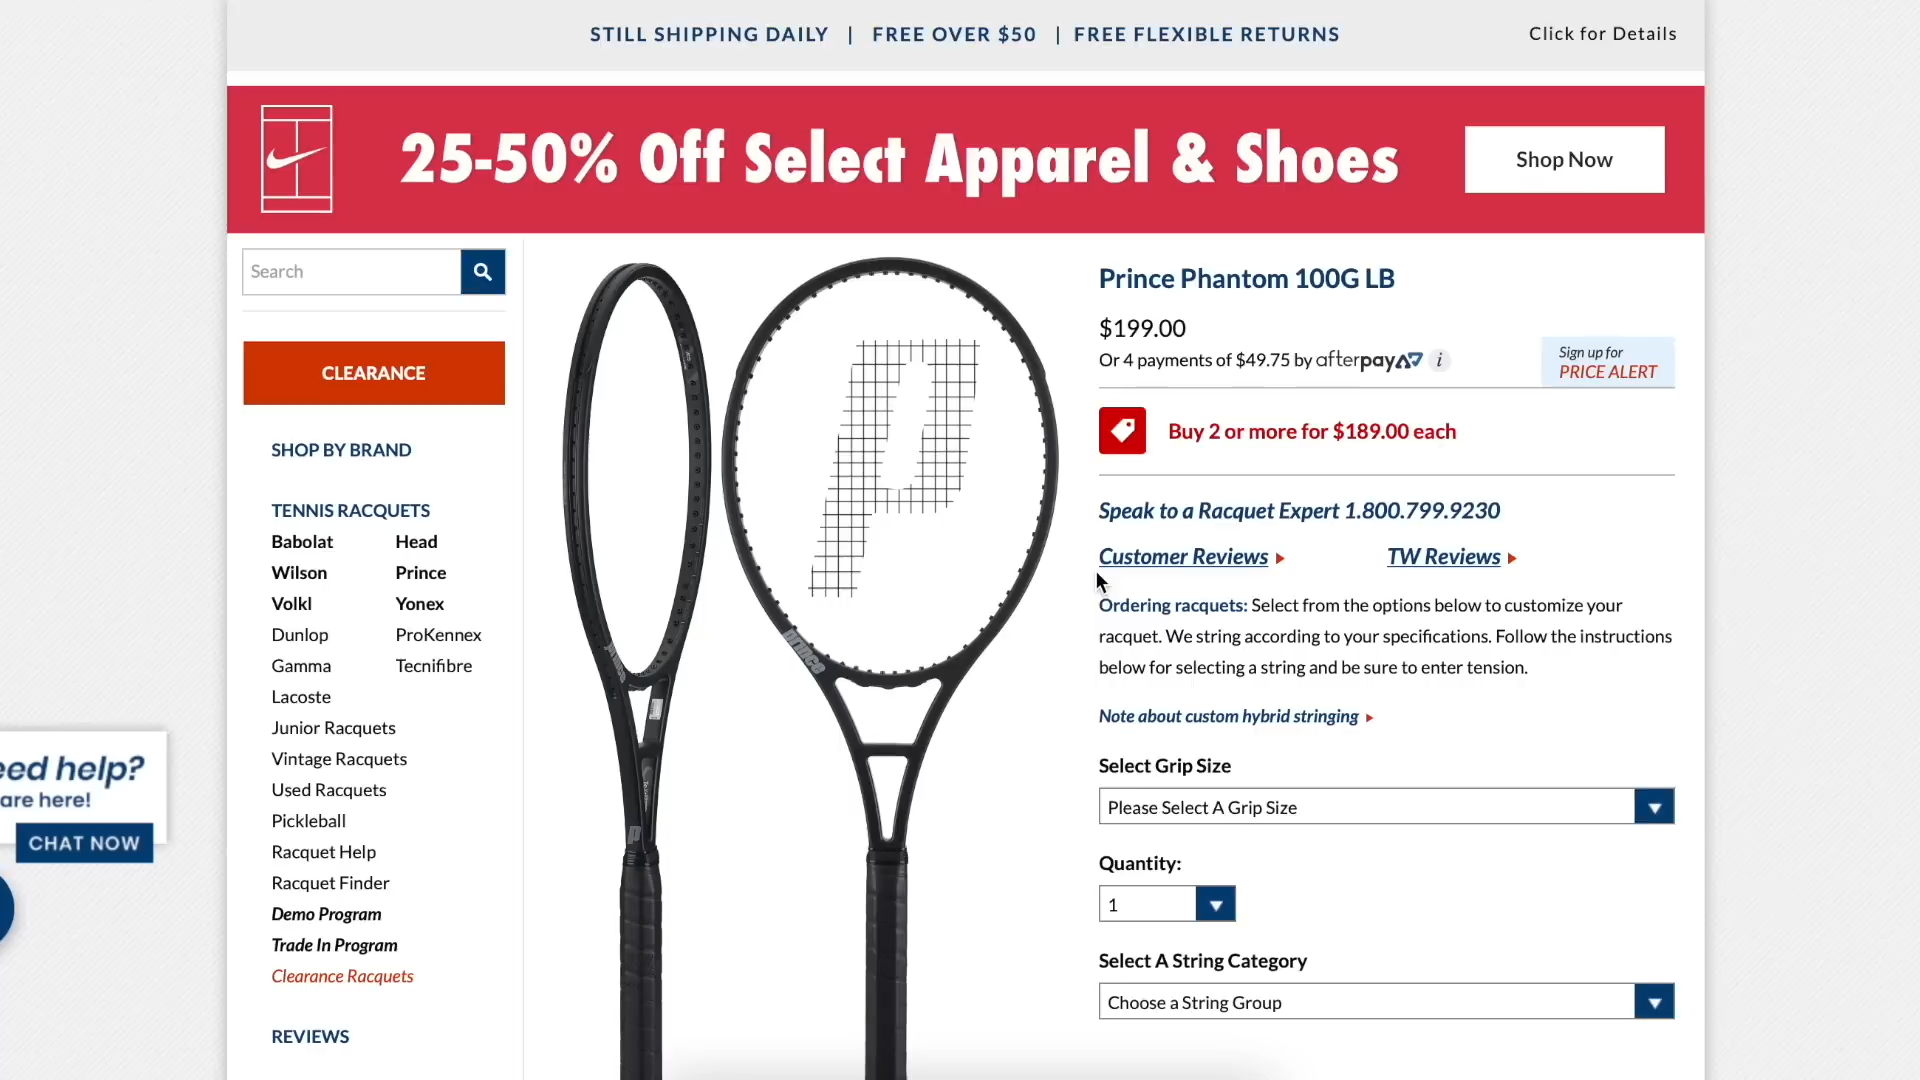 STILL SHIPPING DAILY | FREE OVER $50 | FREE FLEXIBLE RETURNS
Click for Details
25-50% Off Select Apparel & Shoes
Shop Now
Search
CLEARANCE
SHOP BY BRAND
TENNIS RACQUETS
Babolat Head
Wilson Prince
Volkl Yonex
Dunlop ProKennex
Gamma Tecnifibre
Lacoste
Junior Racquets
Vintage Racquets
Used Racquets
Pickleball
Racquet Help
Racquet Finder
Demo Program
Trade In Program
Clearance Racquets
REVIEWS
eed help?
are here!
CHAT NOW
prince
P
Prince Phantom 100G LB
$199.00
Or 4 payments of $49.75 by afterpay i
Sign up for
PRICE ALERT
Buy 2 or more for $189.00 each
Speak to a Racquet Expert 1.800.799.9230
Customer Reviews
TW Reviews
Ordering racquets: Select from the options below to customize your
racquet. We string according to your specifications. Follow the instructions
below for selecting a string and be sure to enter tension.
Note about custom hybrid stringing
Select Grip Size
Please Select A Grip Size
Quantity:
1
Select A String Category
Choose a String Group